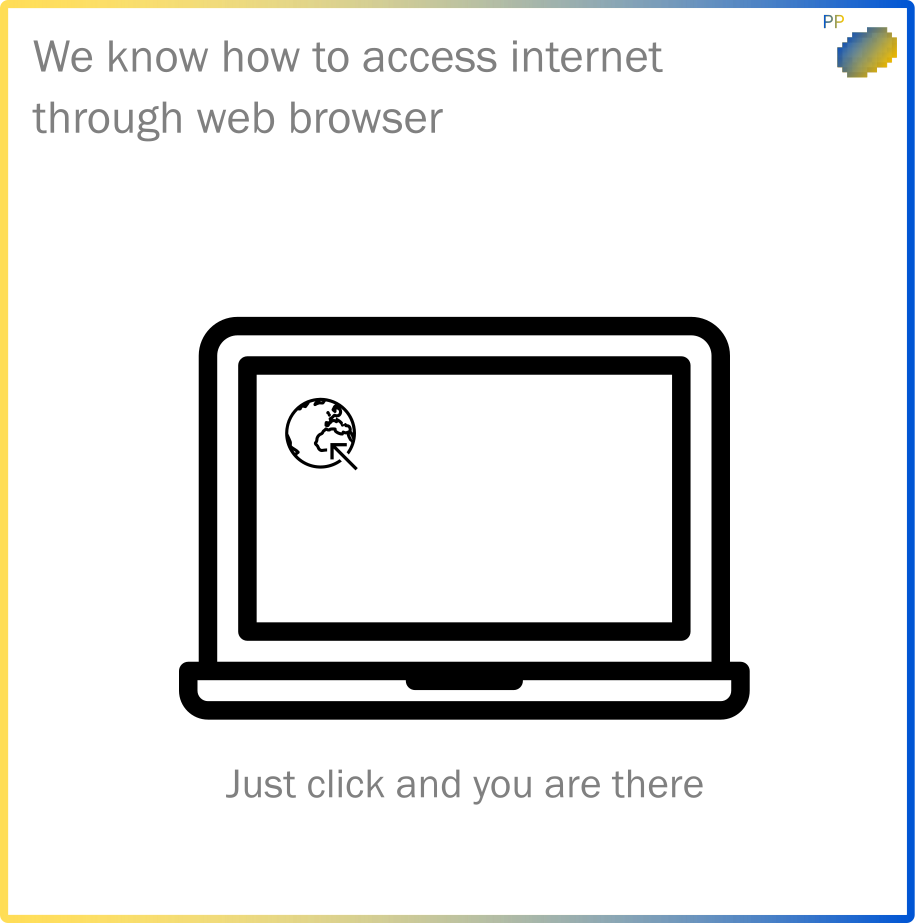 PP
We know how to access internet
through web browser
Just click and you are there